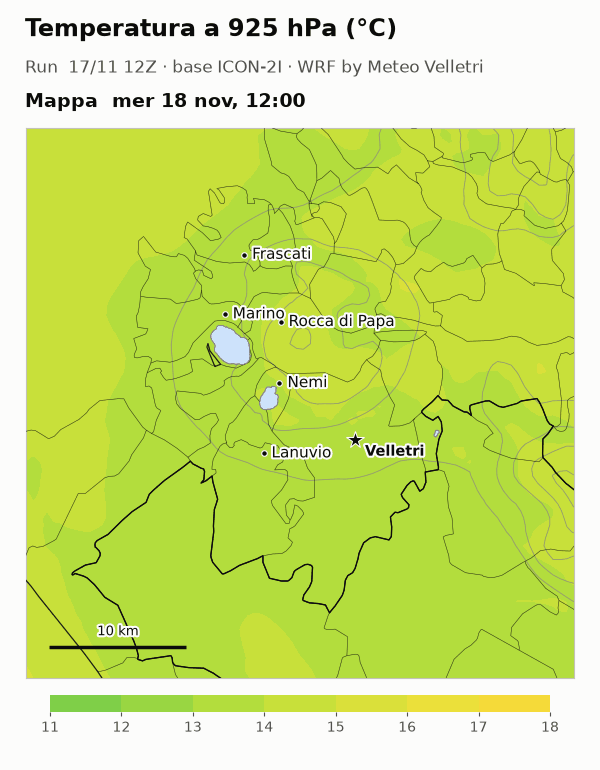 Temperatura a 925 hPa (°C)
Run  17/11 12Z · base ICON-2I · WRF by Meteo Velletri
Mappa  mer 18 nov, 12:00
Frascati
Marino
Rocca di Papa
Nemi
Velletri
Lanuvio
10 km
11 12 13 14 15 16 17 18